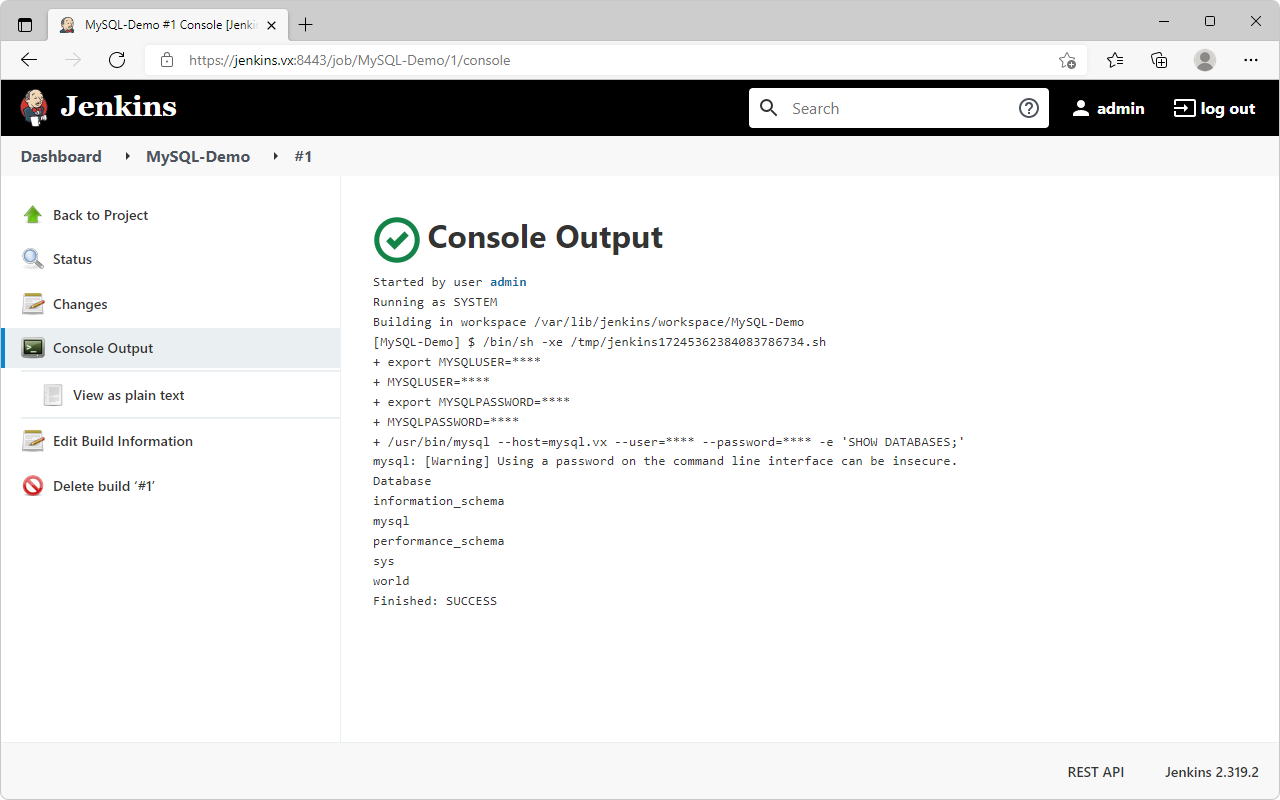 MySQL-Demo #1 Console [Jenki
https://jenkins.vx:8443/job/MySQL-Demo/1/console
Jenkins
Search
admin
log out
Dashboard
MySQL-Demo
#1
Back to Project
Status
Changes
Console Output
View as plain text
Edit Build Information
Delete build ‘#1’
Console Output
Started by user admin
Running as SYSTEM
Building in workspace /var/lib/jenkins/workspace/MySQL-Demo
[MySQL-Demo] $ /bin/sh -xe /tmp/jenkins17245362384083786734.sh
+ export MYSQLUSER=****
+ MYSQLUSER=****
+ export MYSQLPASSWORD=****
+ MYSQLPASSWORD=****
+ /usr/bin/mysql --host=mysql.vx --user=**** --password=**** -e 'SHOW DATABASES;'
mysql: [Warning] Using a password on the command line interface can be insecure.
Database
information_schema
mysql
performance_schema
sys
world
Finished: SUCCESS
REST API
Jenkins 2.319.2